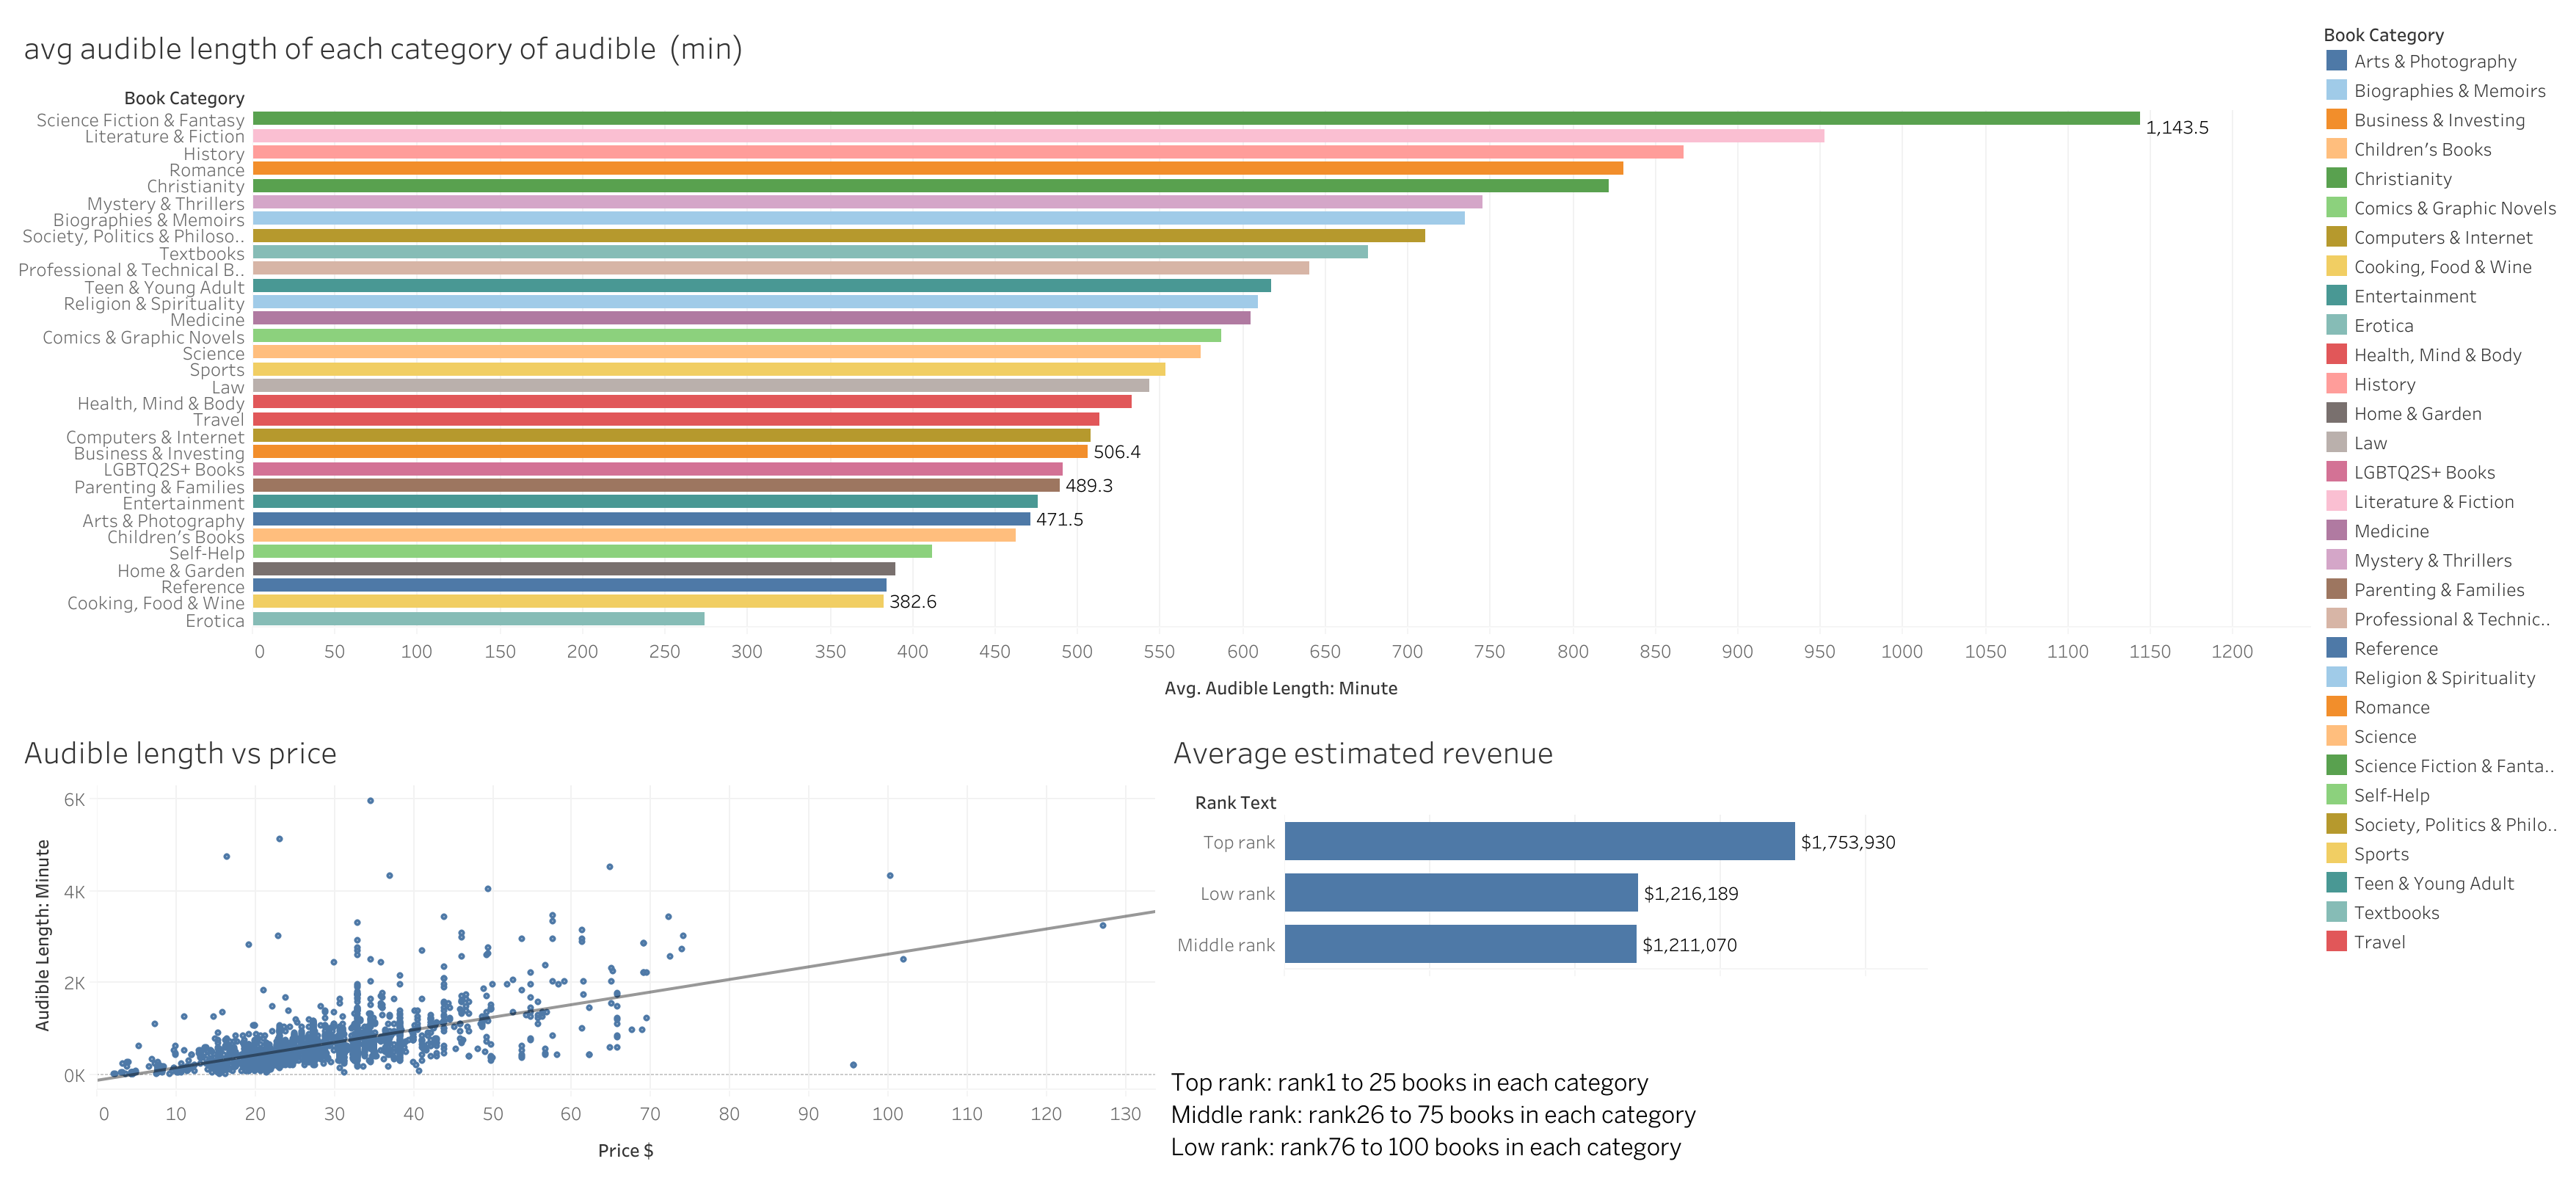 avg audible length of each category of audible  (min)
Book Category
Science Fiction & Fantasy
1,143.5
Literature & Fiction
History
Romance
Christianity
Mystery & Thrillers
Biographies & Memoirs
Society, Politics & Philoso..
Textbooks
Professional & Technical B..
Teen & Young Adult
Religion & Spirituality
Medicine
Comics & Graphic Novels
Science
Sports
Law
Health, Mind & Body
Travel
Computers & Internet
Business & Investing 506.4
LGBTQ2S+ Books
Parenting & Families 489.3
Entertainment
Arts & Photography 471.5
Children's Books
Self-Help
Home & Garden
Reference
Cooking, Food & Wine 382.6
Erotica
0 50 100 150 200 250 300 350 400 450 500 550 600 650 700 750 800 850 900 950 1000 1050 1100 1150 1200
Avg. Audible Length: Minute
Book Category
Arts & Photography
Biographies & Memoirs
Business & Investing
Children's Books
Christianity
Comics & Graphic Novels
Computers & Internet
Cooking, Food & Wine
Entertainment
Erotica
Health, Mind & Body
History
Home & Garden
Law
LGBTQ2S+ Books
Literature & Fiction
Medicine
Mystery & Thrillers
Parenting & Families
Professional & Technic..
Reference
Religion & Spirituality
Romance
Science
Science Fiction & Fanta..
Self-Help
Society, Politics & Philo..
Sports
Teen & Young Adult
Textbooks
Travel
Audible length vs price
Audible Length: Minute
6K
4K
2K
0K
0 10 20 30 40 50 60 70 80 90 100 110 120 130
Price $
Average estimated revenue
Rank Text
Top rank $1,753,930
Low rank $1,216,189
Middle rank $1,211,070
Top rank: rank1 to 25 books in each category
Middle rank: rank26 to 75 books in each category
Low rank: rank76 to 100 books in each category